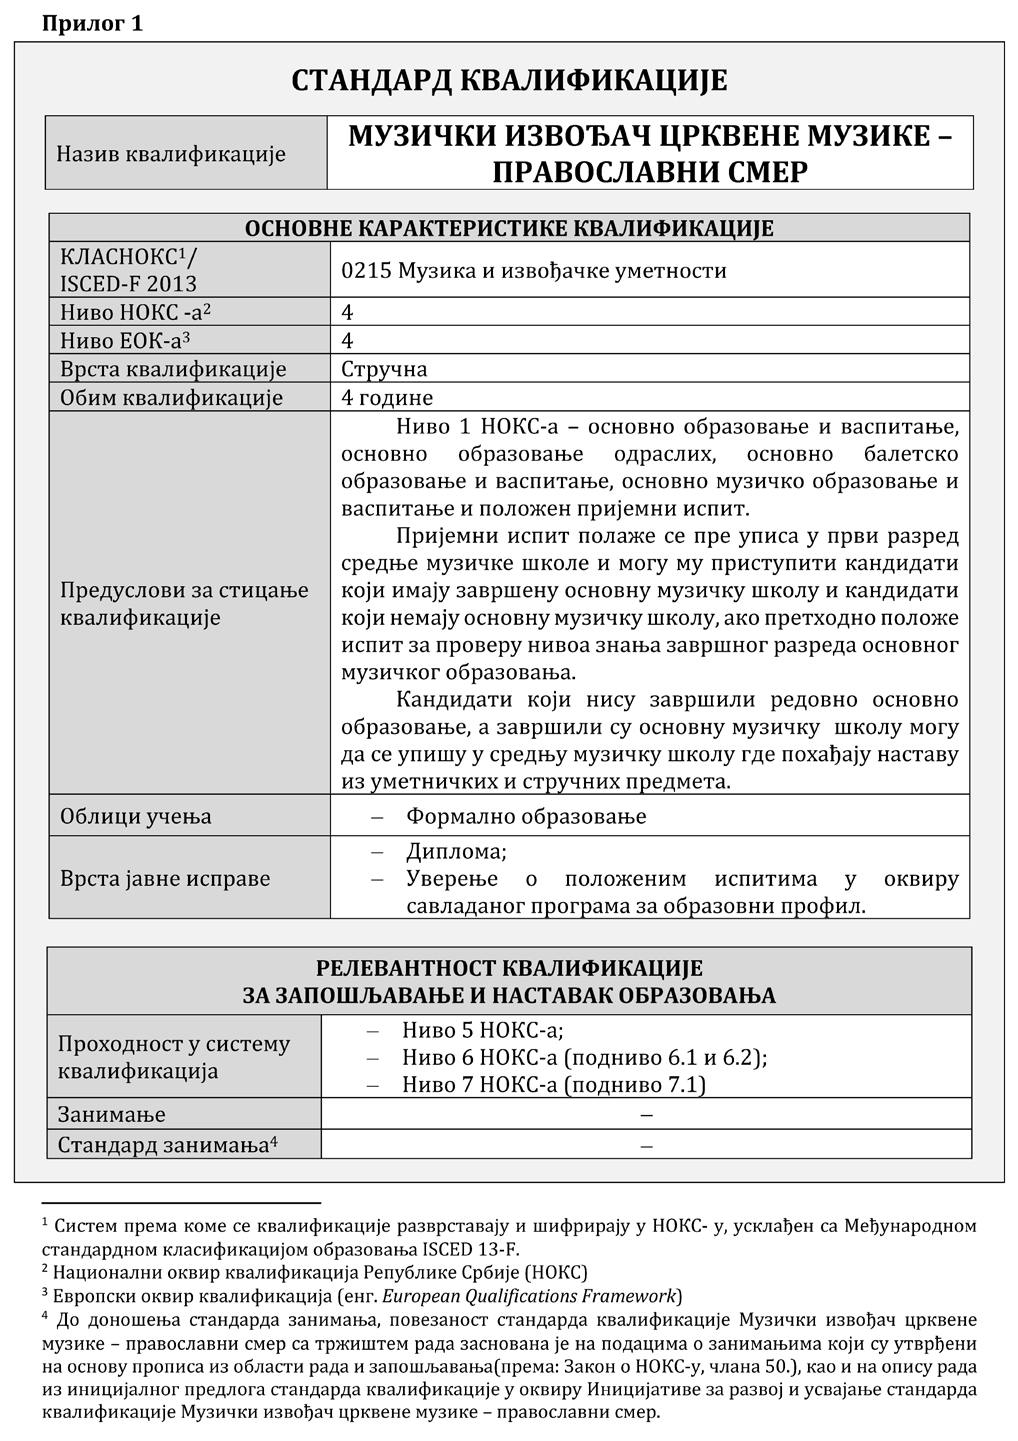 Прилог 1
СТАНДАРД КВАЛИФИКАЦИЈЕ
Назив квалификације
МУЗИЧКИ ИЗВОЂАЧ ЦРКВЕНЕ МУЗИКЕ –
ПРАВОСЛАВНИ СМЕР
ОСНОВНЕ КАРАКТЕРИСТИКЕ КВАЛИФИКАЦИЈЕ
КЛАСНОКС¹/
ISCED-F 2013
0215 Музика и извођачке уметности
Ниво НОКС -а²
4
Ниво ЕОК-а³
4
Врста квалификације
Стручна
Обим квалификације
4 године
Предуслови за стицање
квалификације
Ниво 1 НОКС-а – основно образовање и васпитање,
основно образовање одраслих, основно балетско
образовање и васпитање, основно музичко образовање и
васпитање и положен пријемни испит.
Пријемни испит полаже се пре уписа у први разред
средње музичке школе и могу му приступити кандидати
који имају завршену основну музичку школу и кандидати
који немају основну музичку школу, ако претходно положе
испит за проверу нивоа знања завршног разреда основног
музичког образовања.
Кандидати који нису завршили редовно основно
образовање, а завршили су основну музичку школу могу
да се упишу у средњу музичку школу где похађају наставу
из уметничких и стручних предмета.
Облици учења
– Формално образовање
Врста јавне исправе
– Диплома;
– Уверење о положеним испитима у оквиру
савладаног програма за образовни профил.
РЕЛЕВАНТНОСТ КВАЛИФИКАЦИЈЕ
ЗА ЗАПОШЉАВАЊЕ И НАСТАВАК ОБРАЗОВАЊА
Проходност у систему
квалификација
– Ниво 5 НОКС-а;
– Ниво 6 НОКС-а (подниво 6.1 и 6.2);
– Ниво 7 НОКС-а (подниво 7.1)
Занимање
–
Стандард занимања⁴
–
¹ Систем према коме се квалификације разврставају и шифрирају у НОКС- у, усклађен са Међународном
стандардном класификацијом образовања ISCED 13-F.
² Национални оквир квалификација Републике Србије (НОКС)
³ Европски оквир квалификација (енг. European Qualifications Framework)
⁴ До доношења стандарда занимања, повезаност стандарда квалификације Музички извођач црквене
музике – православни смер са тржиштем рада заснована је на подацима о занимањима који су утврђени
на основу прописа из области рада и запошљавања(према: Закон о НОКС-у, члана 50.), као и на опису рада
из иницијалног предлога стандарда квалификације у оквиру Иницијативе за развој и усвајање стандарда
квалификације Музички извођач црквене музике – православни смер.